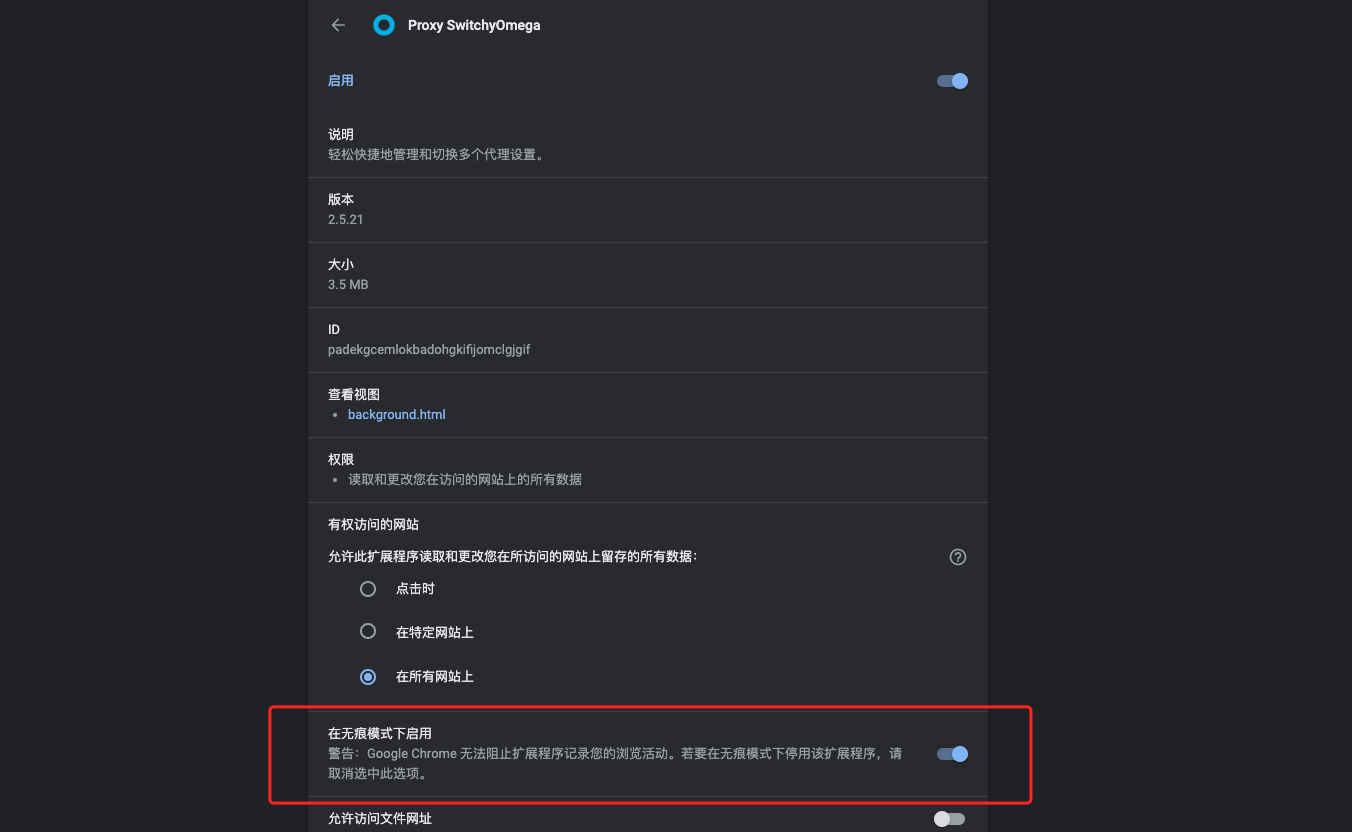 Proxy SwitchyOmega
启用
说明
轻松快捷地管理和切换多个代理设置。
版本
2.5.21
大小
3.5 MB
ID
padekgcemlokbadohgkifijomclgjgif
查看视图
• background.html
权限
• 读取和更改您在访问的网站上的所有数据
有权访问的网站
允许此扩展程序读取和更改您在所访问的网站上留存的所有数据：
点击时
在特定网站上
在所有网站上
在无痕模式下启用
警告：Google Chrome 无法阻止扩展程序记录您的浏览活动。若要在无痕模式下停用该扩展程序，请
取消选中此选项。
允许访问文件网址